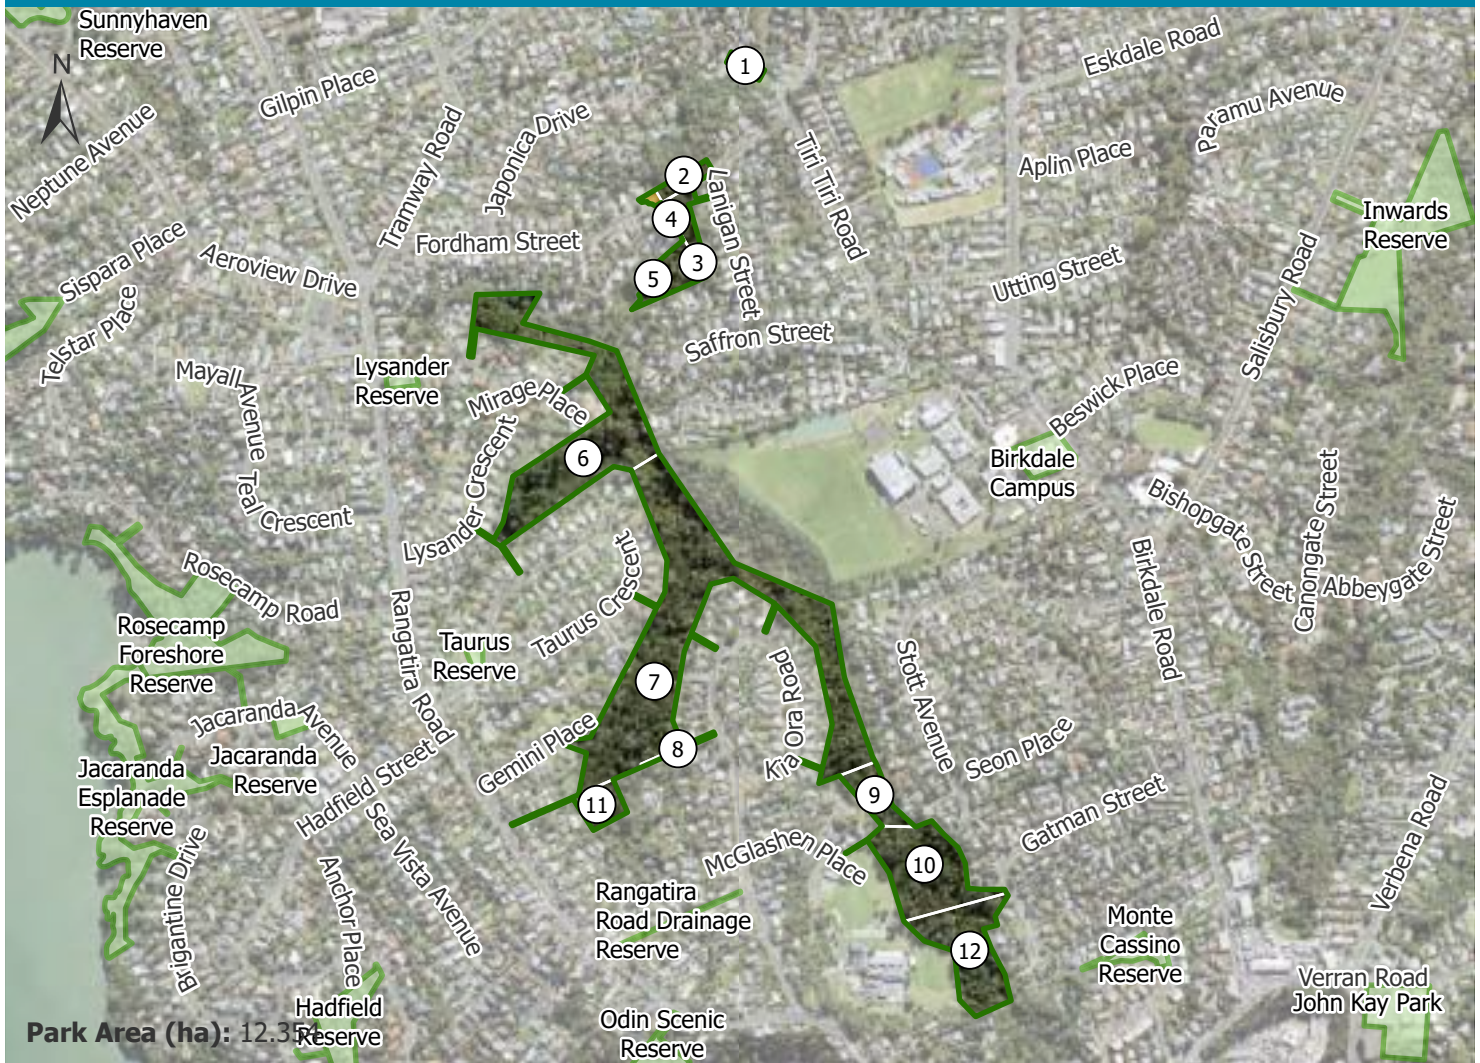 Sunnyhaven
Reserve
N
Gilpin Place
Neptune Avenue
Tramway Road
Japonica Drive
1
Eskdale Road
Paramu Avenue
Aplin Place
Tiri Tiri Road
2
Lanigan Street
4
3
5
Fordham Street
Inwards
Reserve
Sispara Place
Aeroview Drive
Telstar Place
Utting Street
Salisbury Road
Saffron Street
Mayall Avenue
Lysander
Reserve
Mirage Place
Beswick Place
6
Lysander Crescent
Teal Crescent
Birkdale
Campus
Bishopgate Street
Canongate Street
Abbeygate Street
Rosecamp Road
Rosecamp
Foreshore
Reserve
Rangatira Road
Taurus Crescent
Taurus
Reserve
Birkdale Road
Stott Avenue
7
Kia Ora Road
Jacaranda Avenue
Jacaranda
Reserve
Hadfield Street
Gemini Place
8
Seon Place
Jacaranda
Esplanade
Reserve
9
11
Gatman Street
Sea Vista Avenue
McGlashen Place
10
Verbena Road
Brigantine Drive
Anchor Place
Rangatira
Road Drainage
Reserve
12
Monte
Cassino
Reserve
Verran Road
John Kay Park
Hadfield
Reserve
Odin Scenic
Reserve
Park Area (ha): 12.354